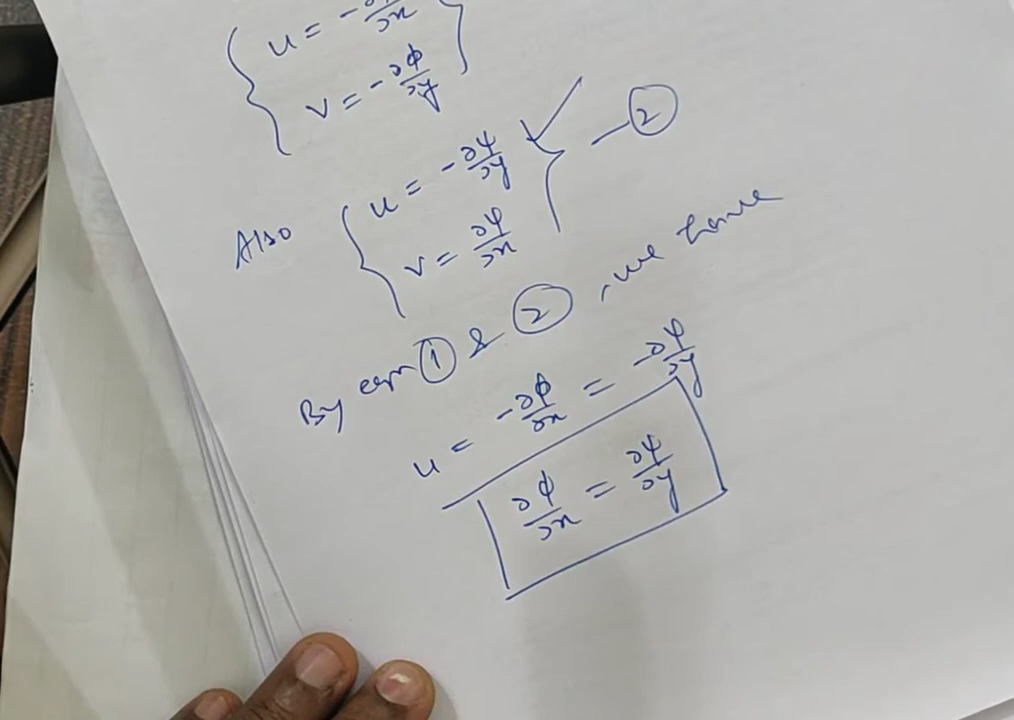 u = -∂ϕ/∂x
v = -∂ϕ/∂y
Also u = -∂ψ/∂y
v = ∂ψ/∂x
— ②
By eqn ① & ② , we have
u = -∂ϕ/∂x = -∂ψ/∂y
∂ϕ/∂x = ∂ψ/∂y